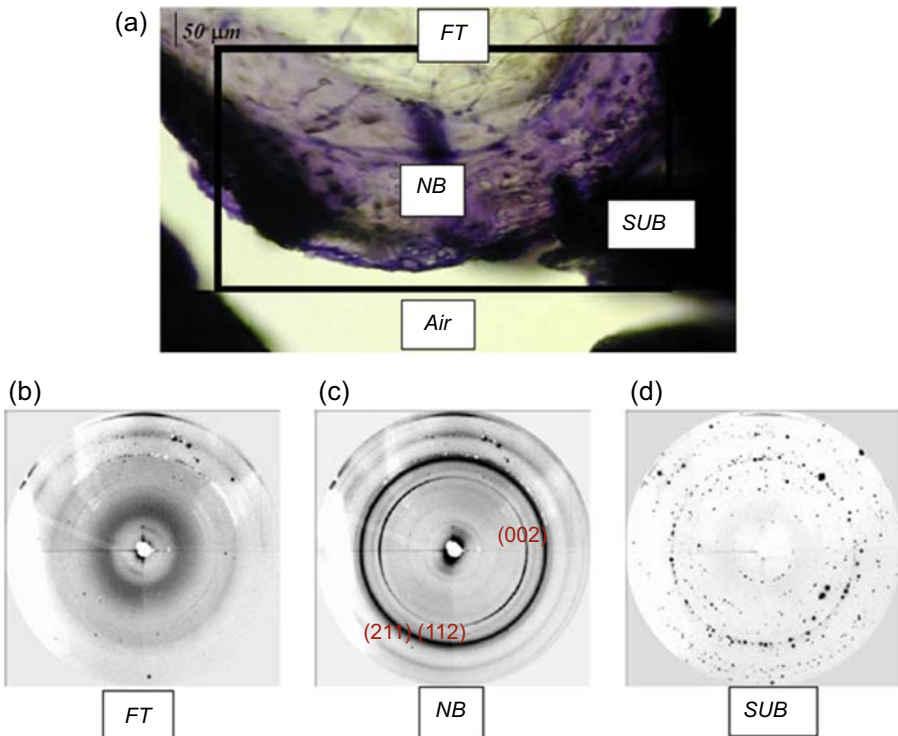 (a)
50 µm
FT
NB
SUB
Air
(b)
(c)
(d)
(002)
(211) (112)
FT
NB
SUB